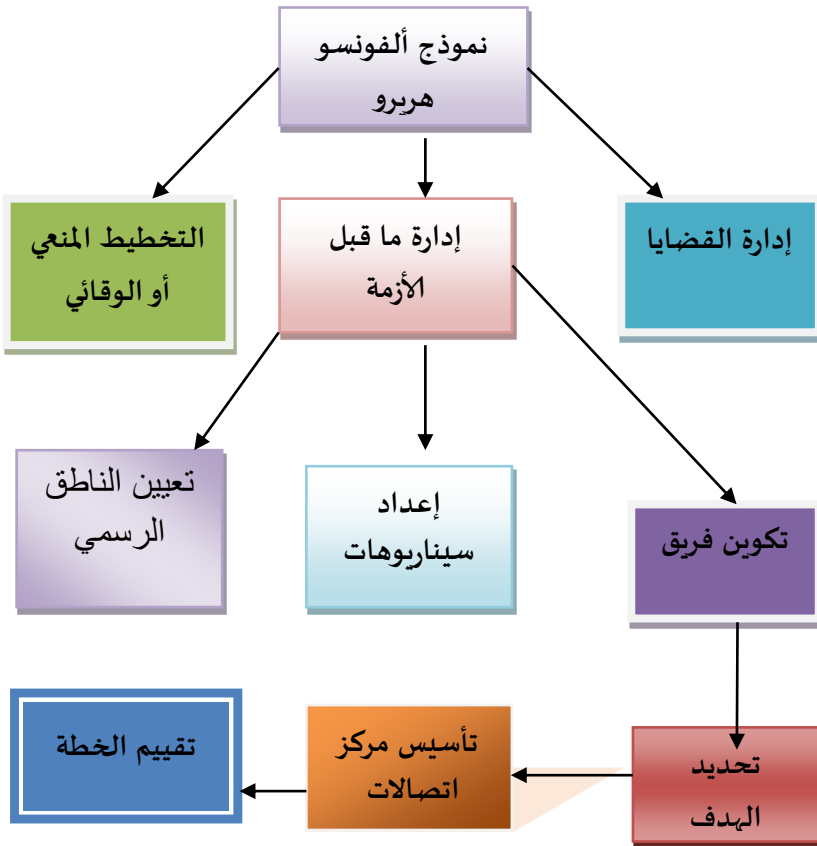 نموذج ألفونسو
هريرو
إدارة القضايا
إدارة ما قبل
الأزمة
التخطيط المنعي
أو الوقائي
تكوين فريق
إعداد
سيناريوهات
تعيين الناطق
الرسمي
تحديد
الهدف
تأسيس مركز
اتصالات
تقييم الخطة